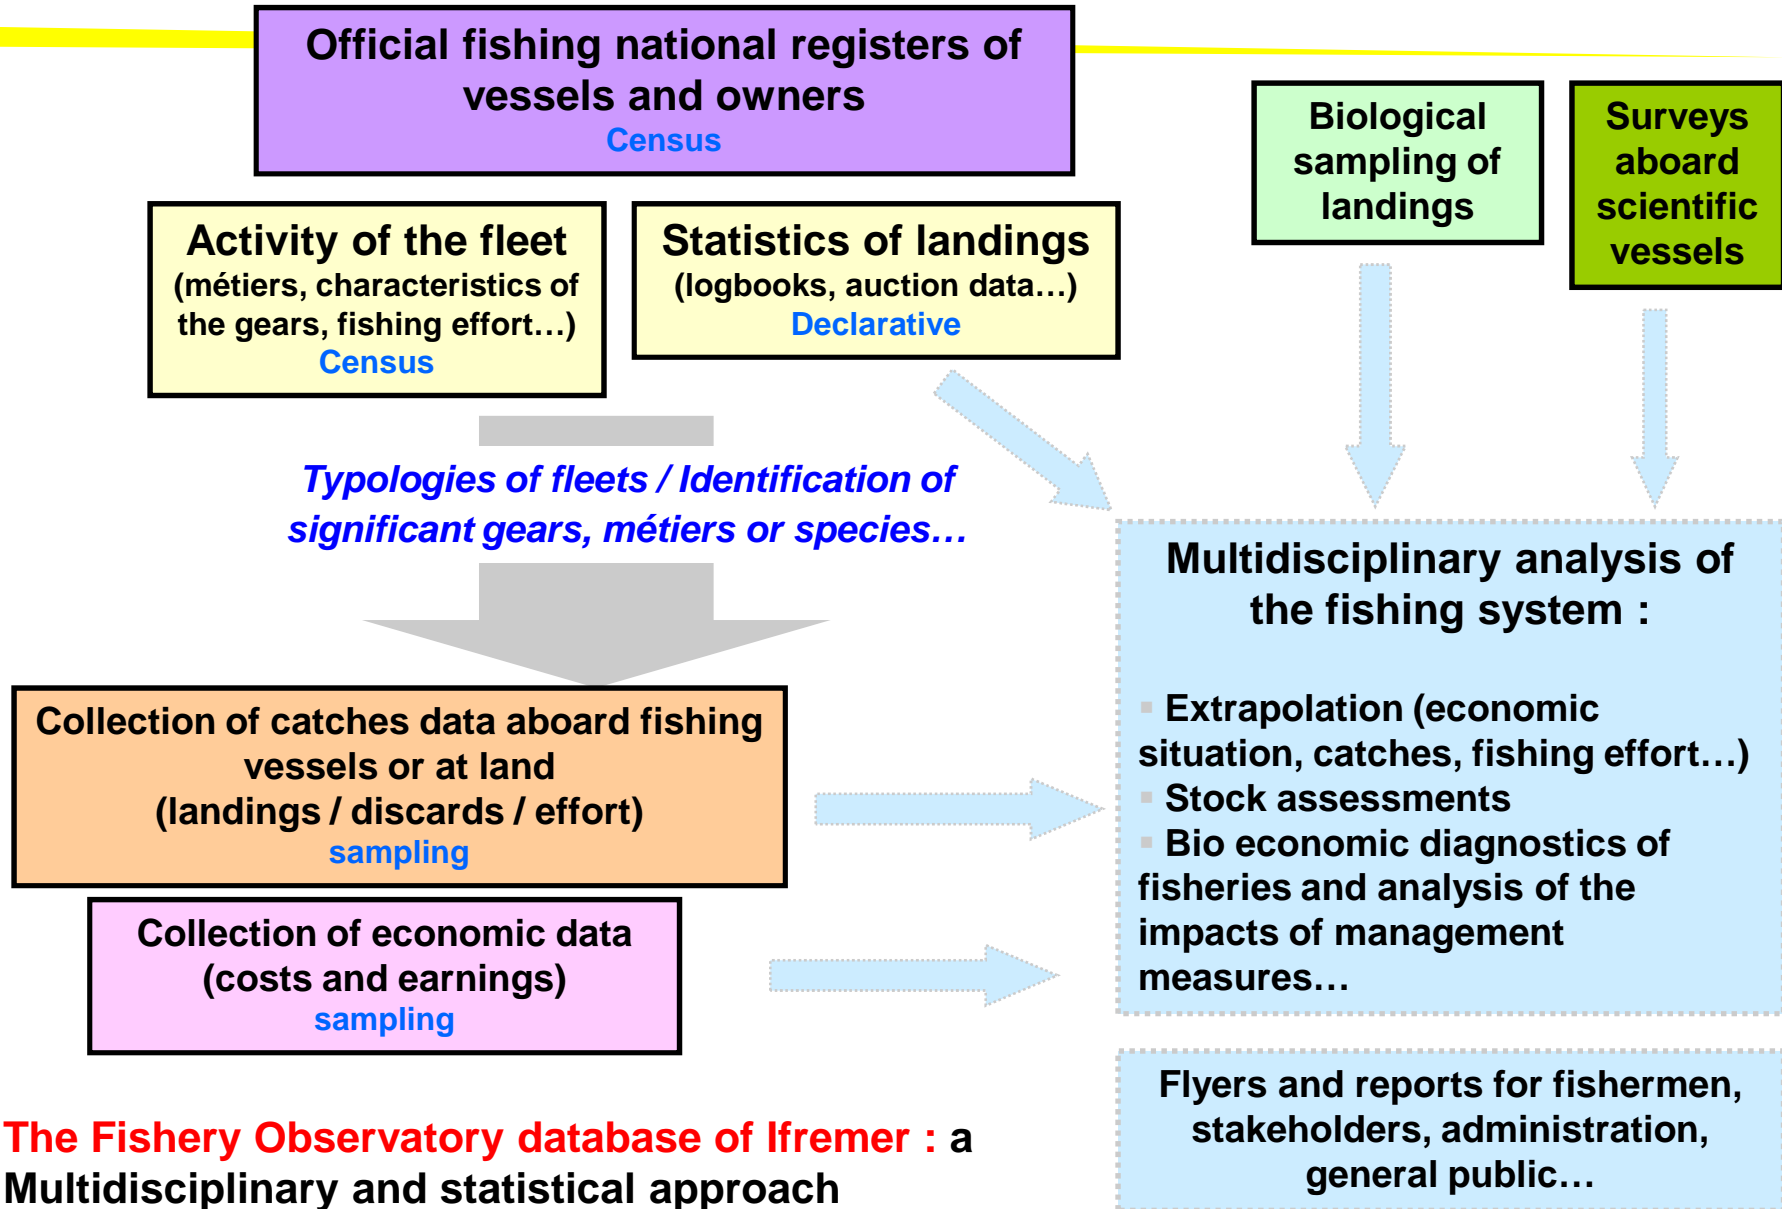 Official fishing national registers of
vessels and owners
Census
Biological
sampling of
landings
Surveys
aboard
scientific
vessels
Activity of the fleet
(métiers, characteristics of
the gears, fishing effort…)
Census
Statistics of landings
(logbooks, auction data…)
Declarative
Typologies of fleets / Identification of
significant gears, métiers or species…
Multidisciplinary analysis of
the fishing system :
Extrapolation (economic
situation, catches, fishing effort…)
Stock assessments
Bio economic diagnostics of
fisheries and analysis of the
impacts of management
measures…
Collection of catches data aboard fishing
vessels or at land
(landings / discards / effort)
sampling
Collection of economic data
(costs and earnings)
sampling
Flyers and reports for fishermen,
stakeholders, administration,
general public…
The Fishery Observatory database of Ifremer : a
Multidisciplinary and statistical approach